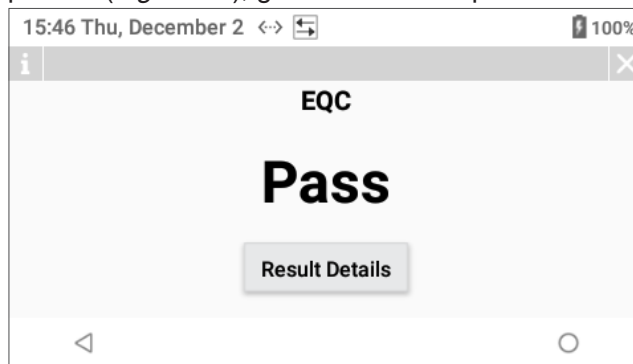 15:46 Thu, December 2 100%
i
EQC
Pass
Result Details